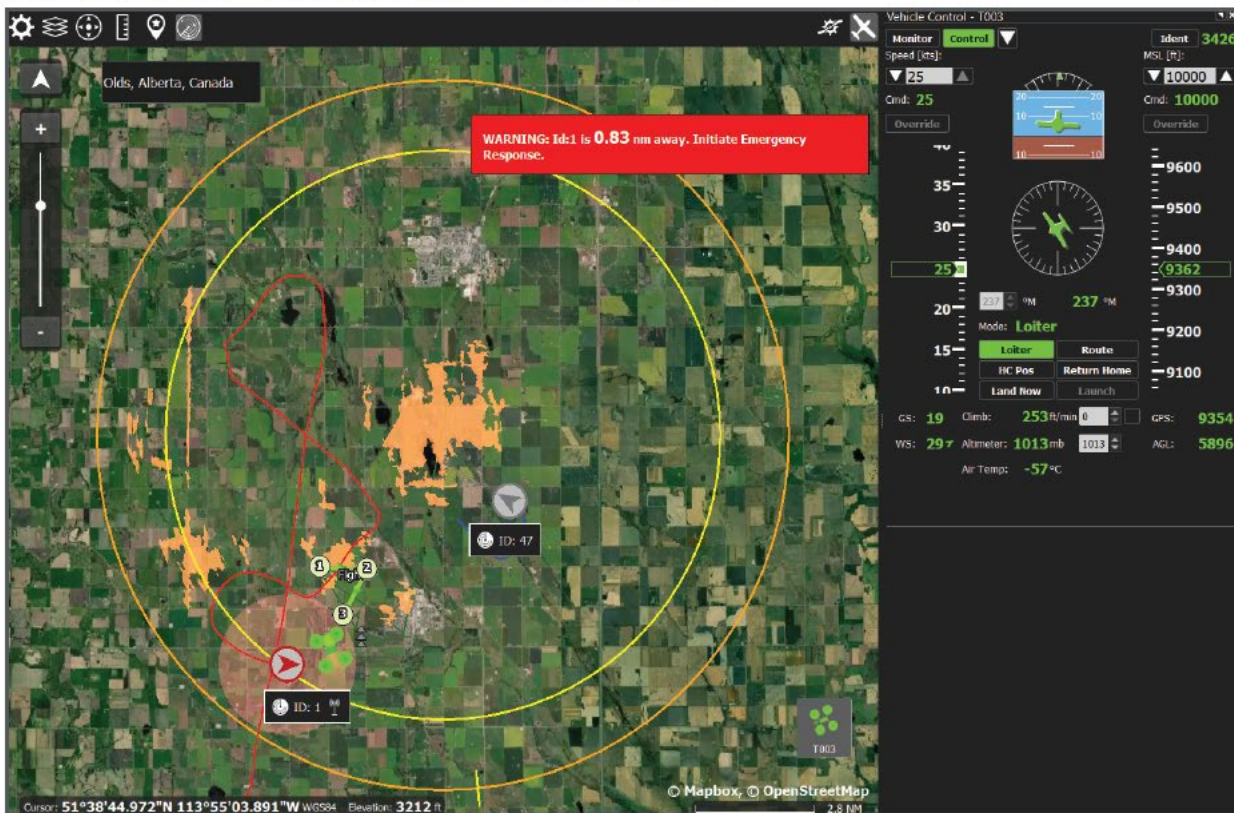 Vehicle Control - T003
Monitor Control Ident 3426
Speed [kts]: MSL [ft]:
25 10000
Cmd: 25 Cmd: 10000
Override Override
20 20
10 10
10 10
40
35
30
25
20
15
10
9600
9500
9400
9362
9300
9200
9100
237 °M 237 °M
Mode: Loiter
Loiter Route
HC Pos Return Home
Land Now Launch
GS: 19 Climb: 253 ft/min 0 GPS: 9354
WS: 29 Altimeter: 1013 mb 1013 AGL: 5896
Air Temp: -57 °C
Olds, Alberta, Canada
+
-
WARNING: Id:1 is 0.83 nm away. Initiate Emergency
Response.
ID: 47
1
2
3
ID: 1
T003
© Mapbox, © OpenStreetMap
Cursor: 51°38'44.972"N 113°55'03.891"W WGS84 Elevation: 3212 ft
2.8 NM